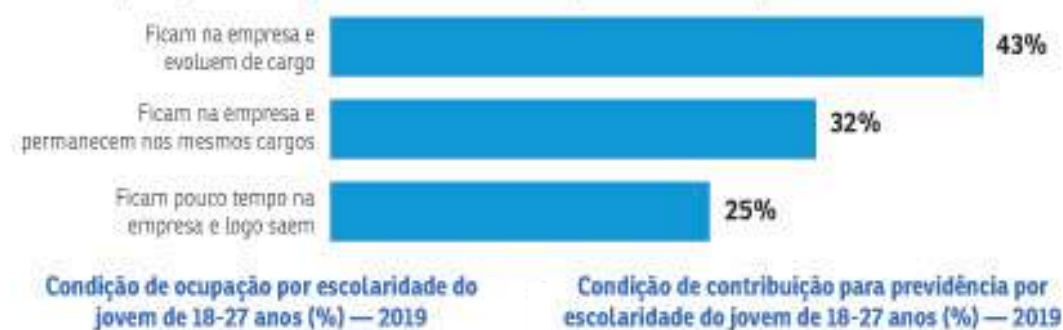 Ficam na empresa e
evoluem de cargo
43%
Ficam na empresa e
permanecem nos mesmos cargos
32%
Ficam pouco tempo na
empresa e logo saem
25%
Condição de ocupação por escolaridade do
jovem de 18-27 anos (%) — 2019
Condição de contribuição para previdência por
escolaridade do jovem de 18-27 anos (%) — 2019